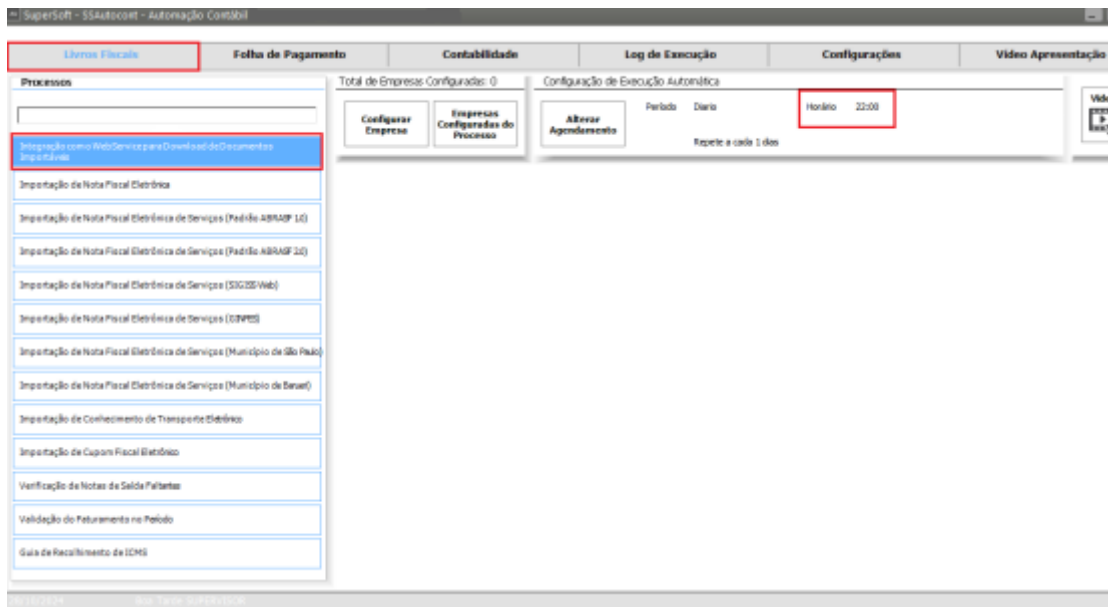 SuperSoft - SSAutocont - Automação Contábil
Livros Fiscais
Folha de Pagamento
Contabilidade
Log de Execução
Configurações
Video Apresentação
Processos
Total de Empresas Configuradas: 0
Configuração de Execução Automática
Configurar
Empresa
Empresas
Configuradas do
Processo
Alterar
Agendamento
Período Diario
Horário 22:00
Repete a cada 1 dias
Integração com o WebService para Download de Documentos
Importáveis
Importação de Nota Fiscal Eletrônica
Importação de Nota Fiscal Eletrônica de Serviços (Padrão ABRASF 1.0)
Importação de Nota Fiscal Eletrônica de Serviços (Padrão ABRASF 2.0)
Importação de Nota Fiscal Eletrônica de Serviços (SIGISS Web)
Importação de Nota Fiscal Eletrônica de Serviços (GINFES)
Importação de Nota Fiscal Eletrônica de Serviços (Município de São Paulo)
Importação de Nota Fiscal Eletrônica de Serviços (Município de Barueri)
Importação de Conhecimento de Transporte Eletrônico
Importação de Cupom Fiscal Eletrônico
Verificação de Notas de Saída Faltantes
Validação do Faturamento no Período
Guia de Recolhimento de ICMS